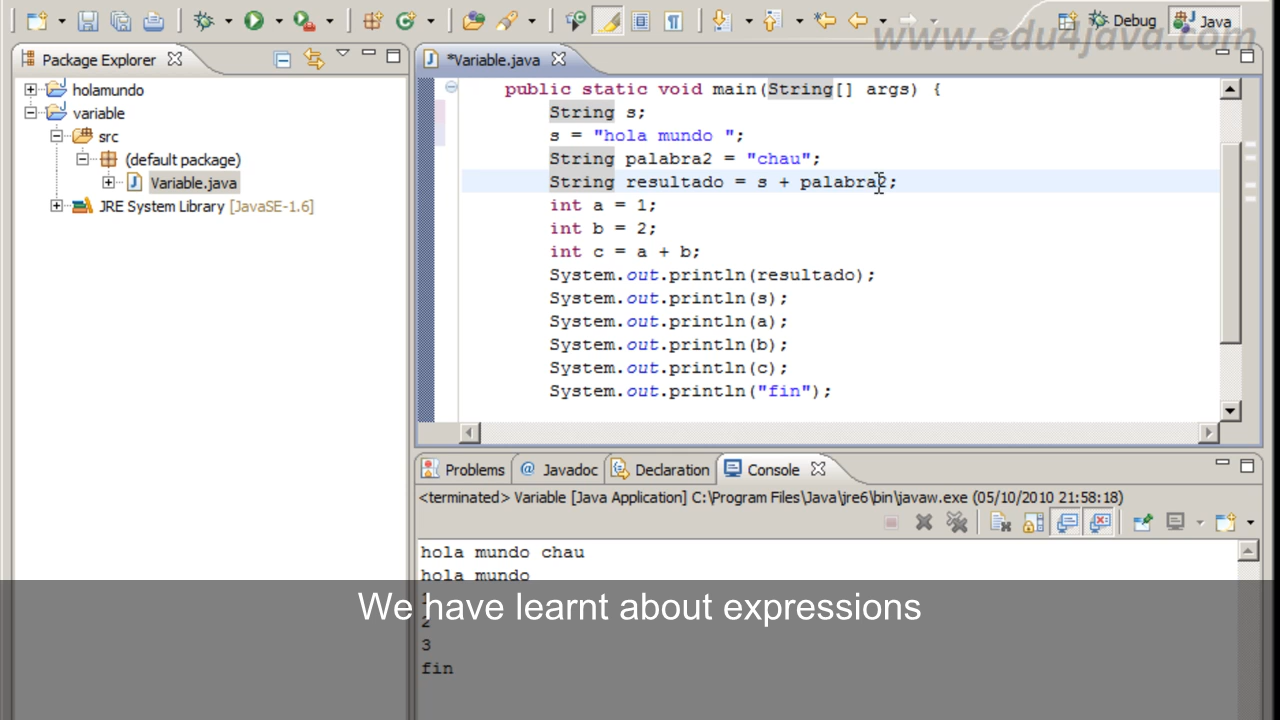 Debug
Java
www.edu4java.com
Package Explorer
*Variable.java
holamundo
variable
src
(default package)
Variable.java
JRE System Library [JavaSE-1.6]
public static void main(String[] args) {
String s;
s = "hola mundo ";
String palabra2 = "chau";
String resultado = s + palabra2;
int a = 1;
int b = 2;
int c = a + b;
System.out.println(resultado);
System.out.println(s);
System.out.println(a);
System.out.println(b);
System.out.println(c);
System.out.println("fin");
Problems
Javadoc
Declaration
Console
<terminated> Variable [Java Application] C:\Program Files\Java\jre6\bin\javaw.exe (05/10/2010 21:58:18)
hola mundo chau
hola mundo
We have learnt about expressions
2
3
fin